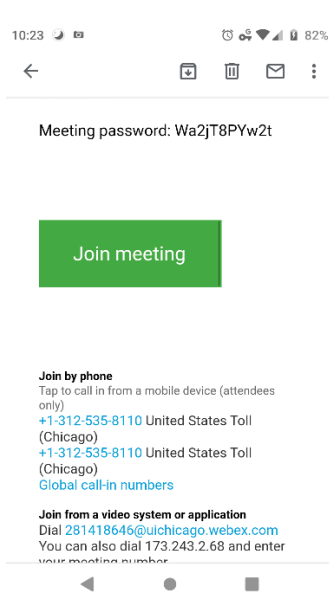 10:23
82%
Meeting password: Wa2jT8PYw2t
Join meeting
Join by phone
Tap to call in from a mobile device (attendees
only)
+1-312-535-8110 United States Toll
(Chicago)
+1-312-535-8110 United States Toll
(Chicago)
Global call-in numbers
Join from a video system or application
Dial 281418646@uichicago.webex.com
You can also dial 173.243.2.68 and enter
your meeting number